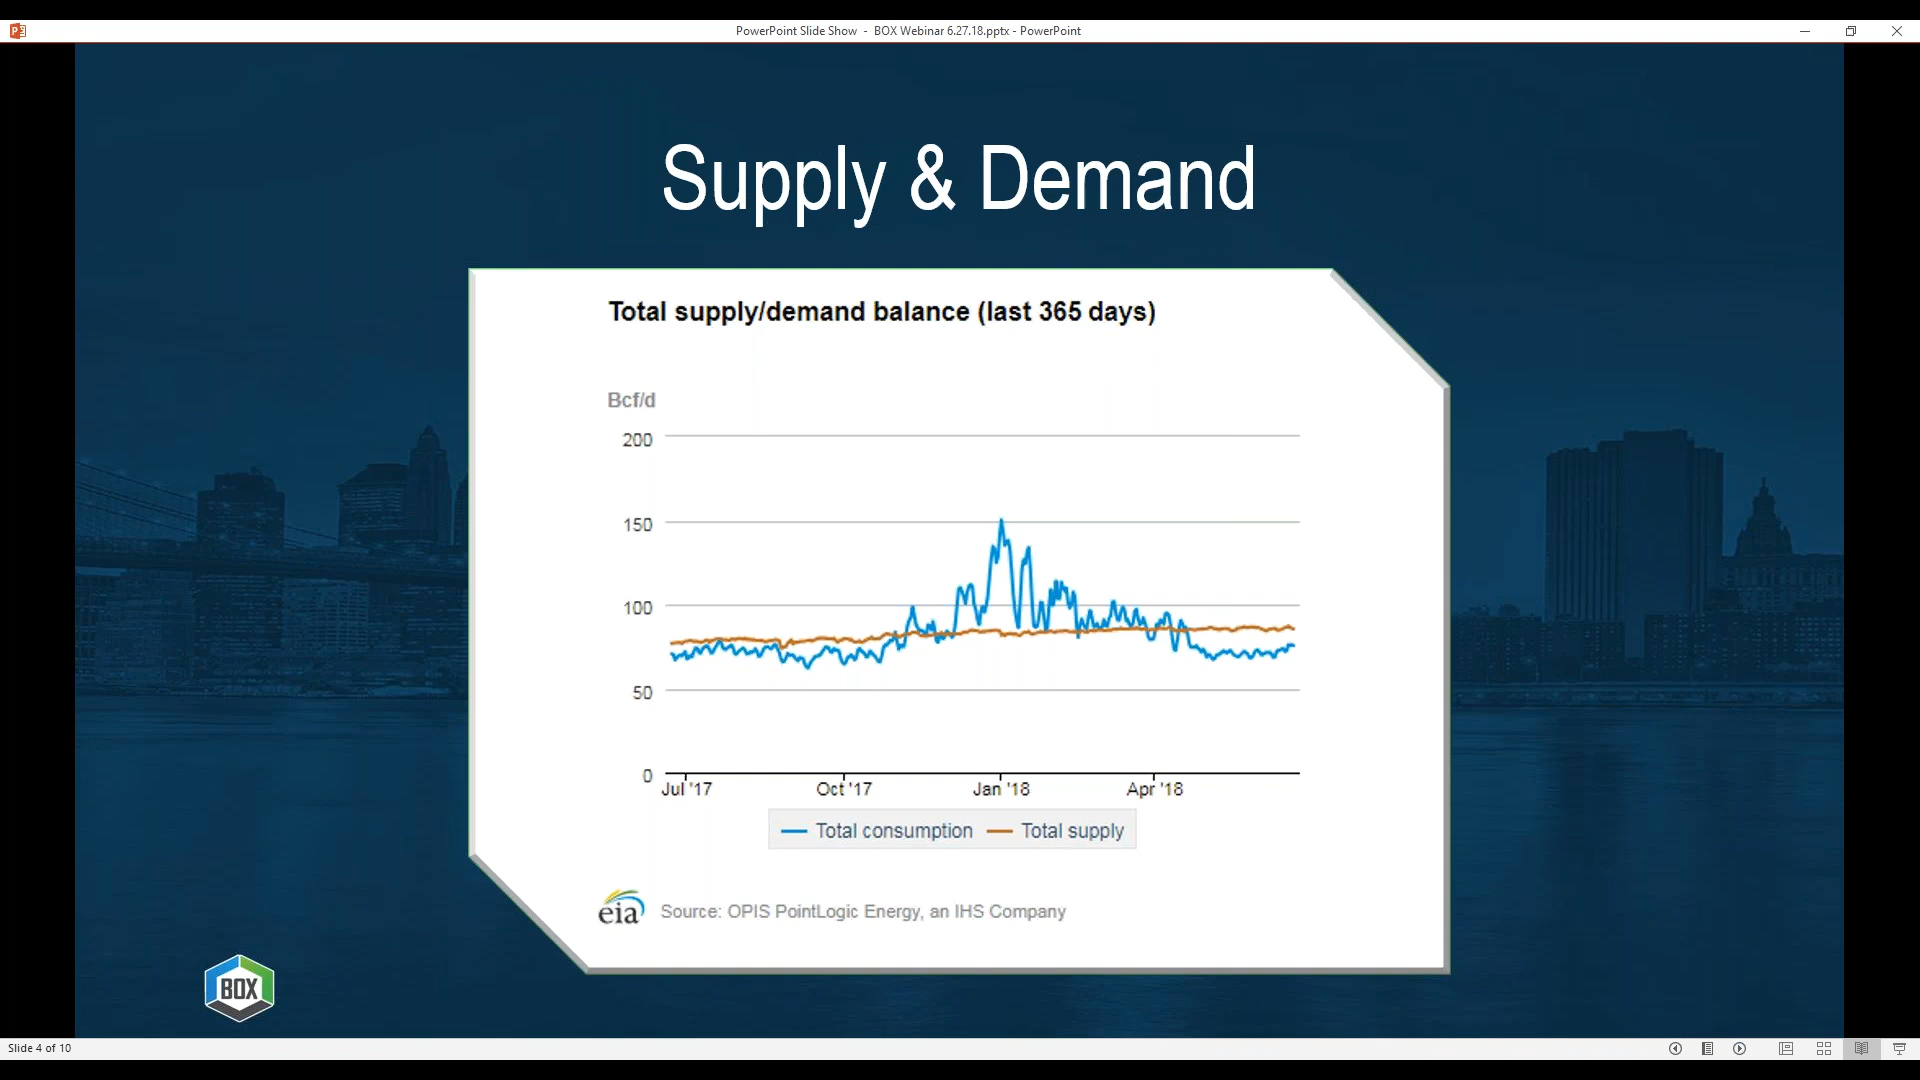 PowerPoint Slide Show - BOX Webinar 6.27.18.pptx - PowerPoint
Supply & Demand
Total supply/demand balance (last 365 days)
Bcf/d
200
150
100
50
0
Jul '17 Oct '17 Jan '18 Apr '18
Total consumption Total supply
eia Source: OPIS PointLogic Energy, an IHS Company
BOX
Slide 4 of 10